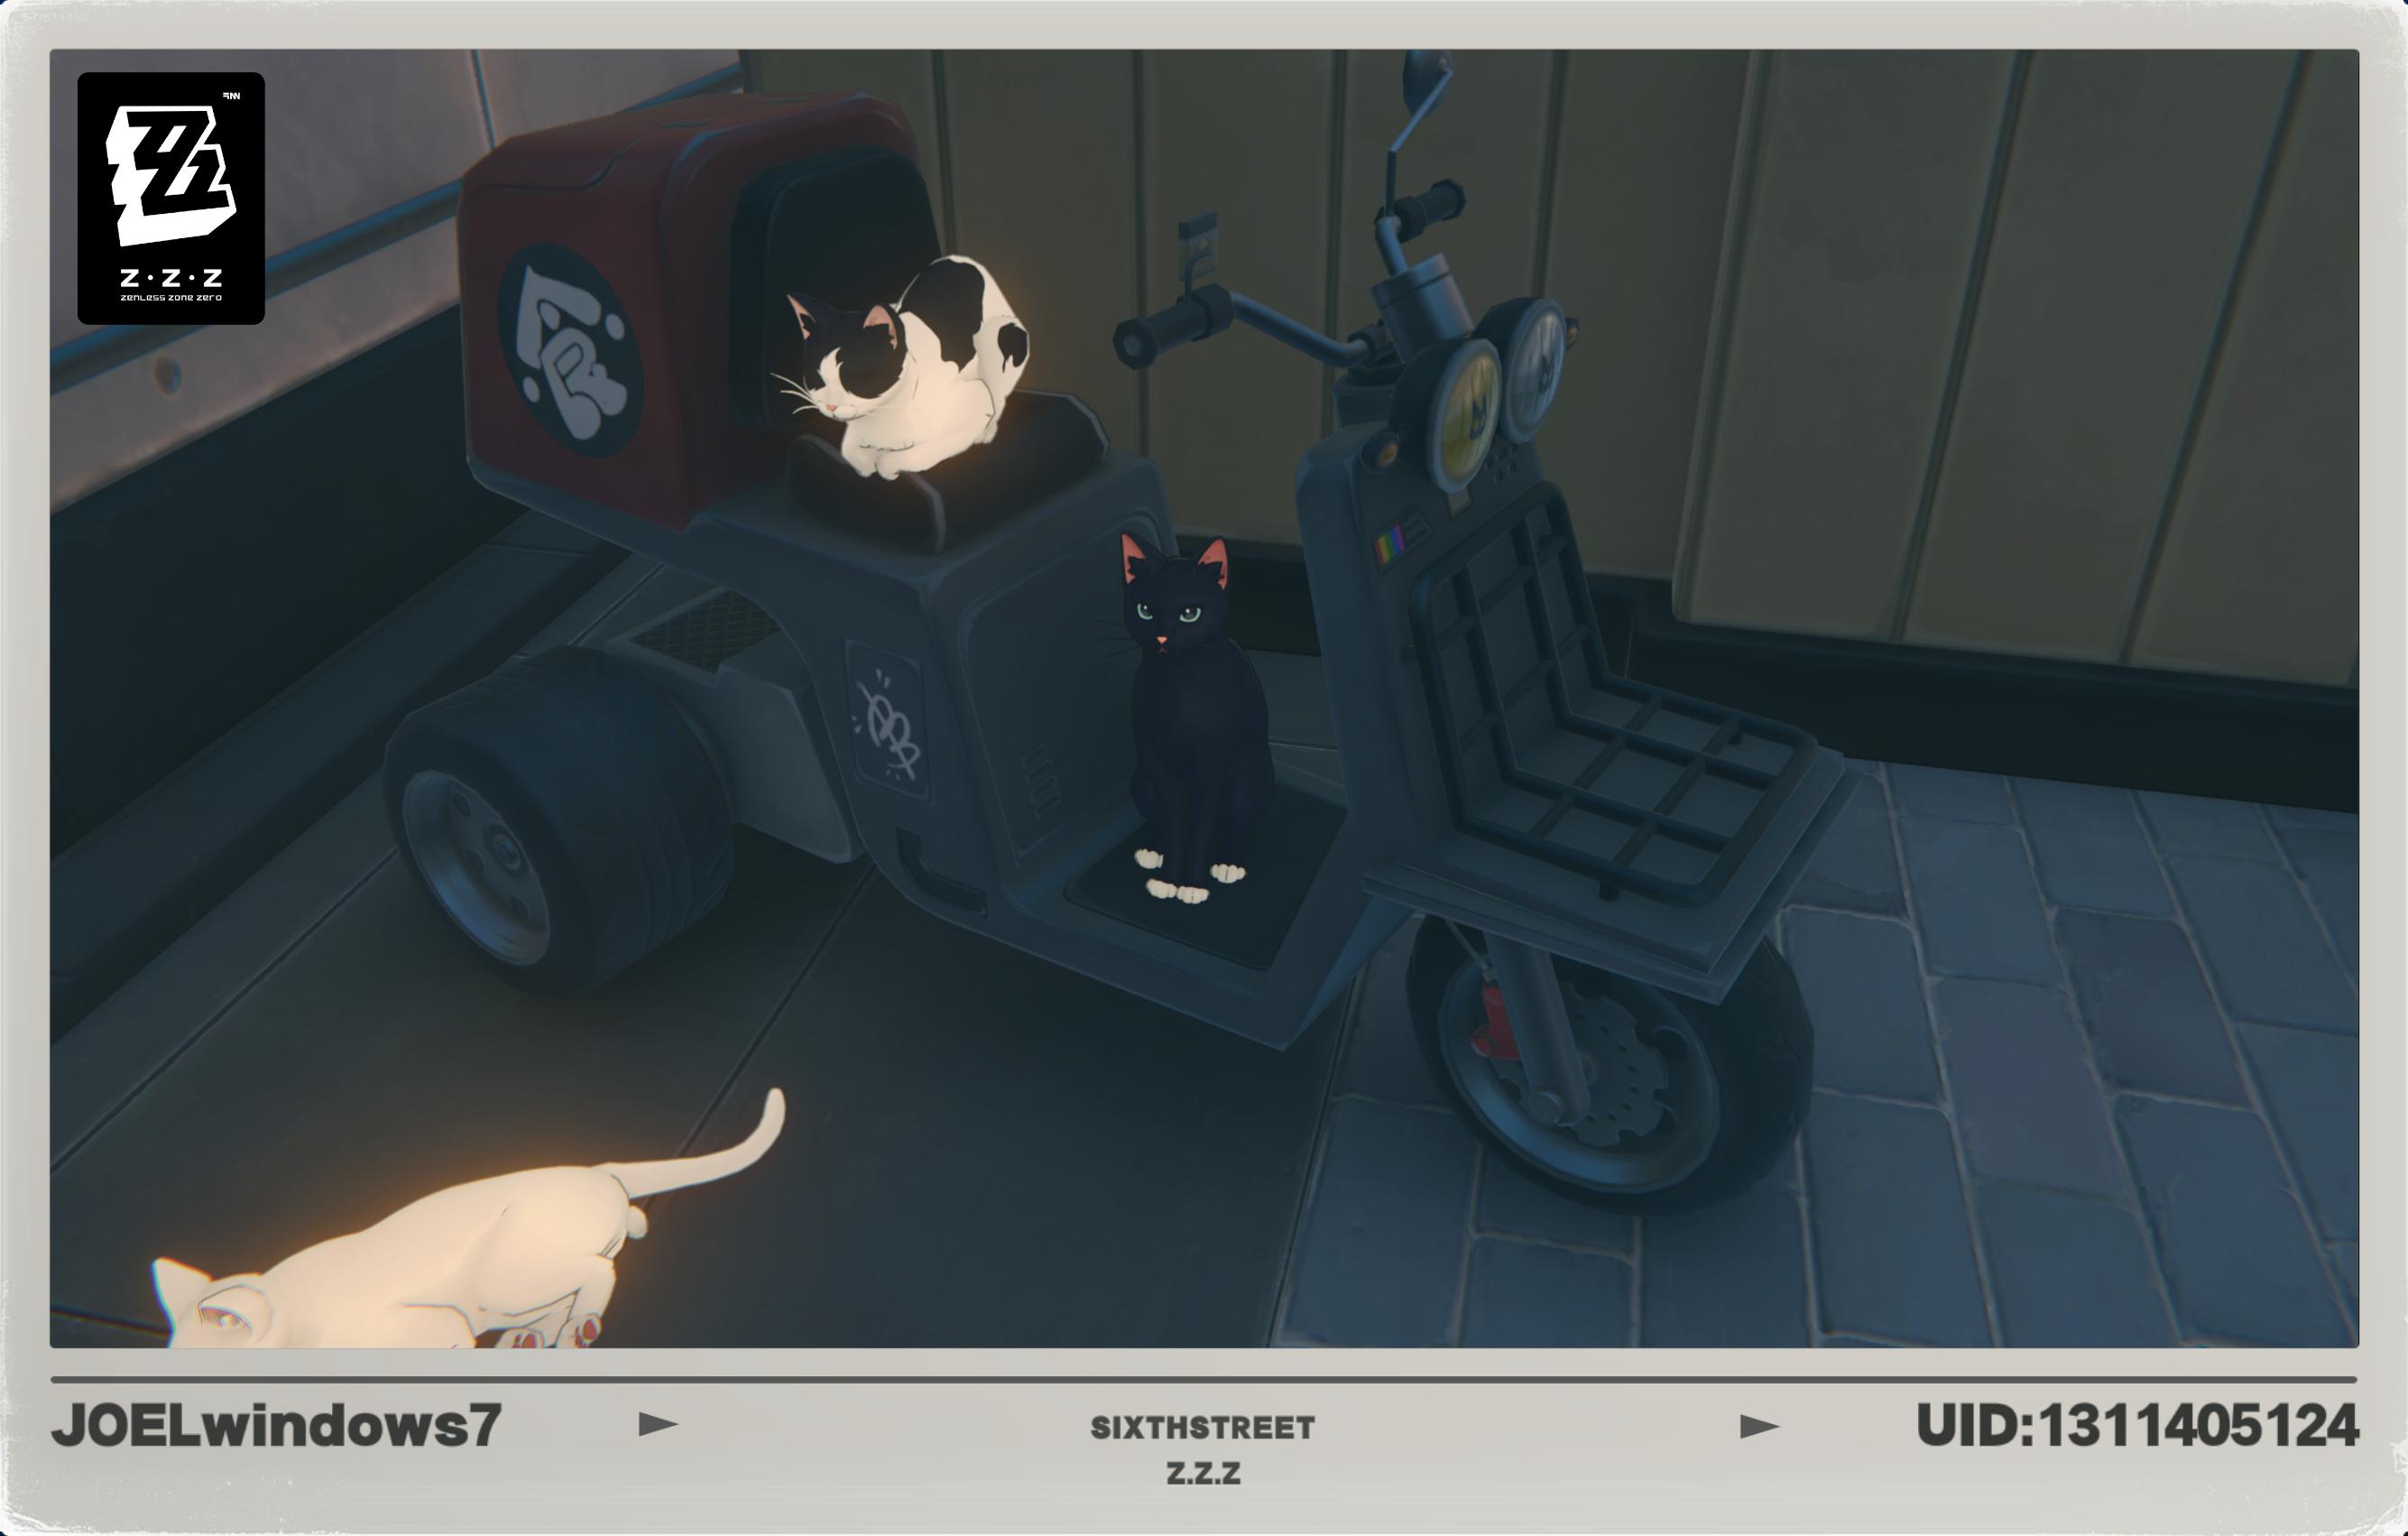 Z·Z·Z
ZENLESS ZONE ZERO
JOELwindows7
SIXTHSTREET
Z.Z.Z
UID:1311405124